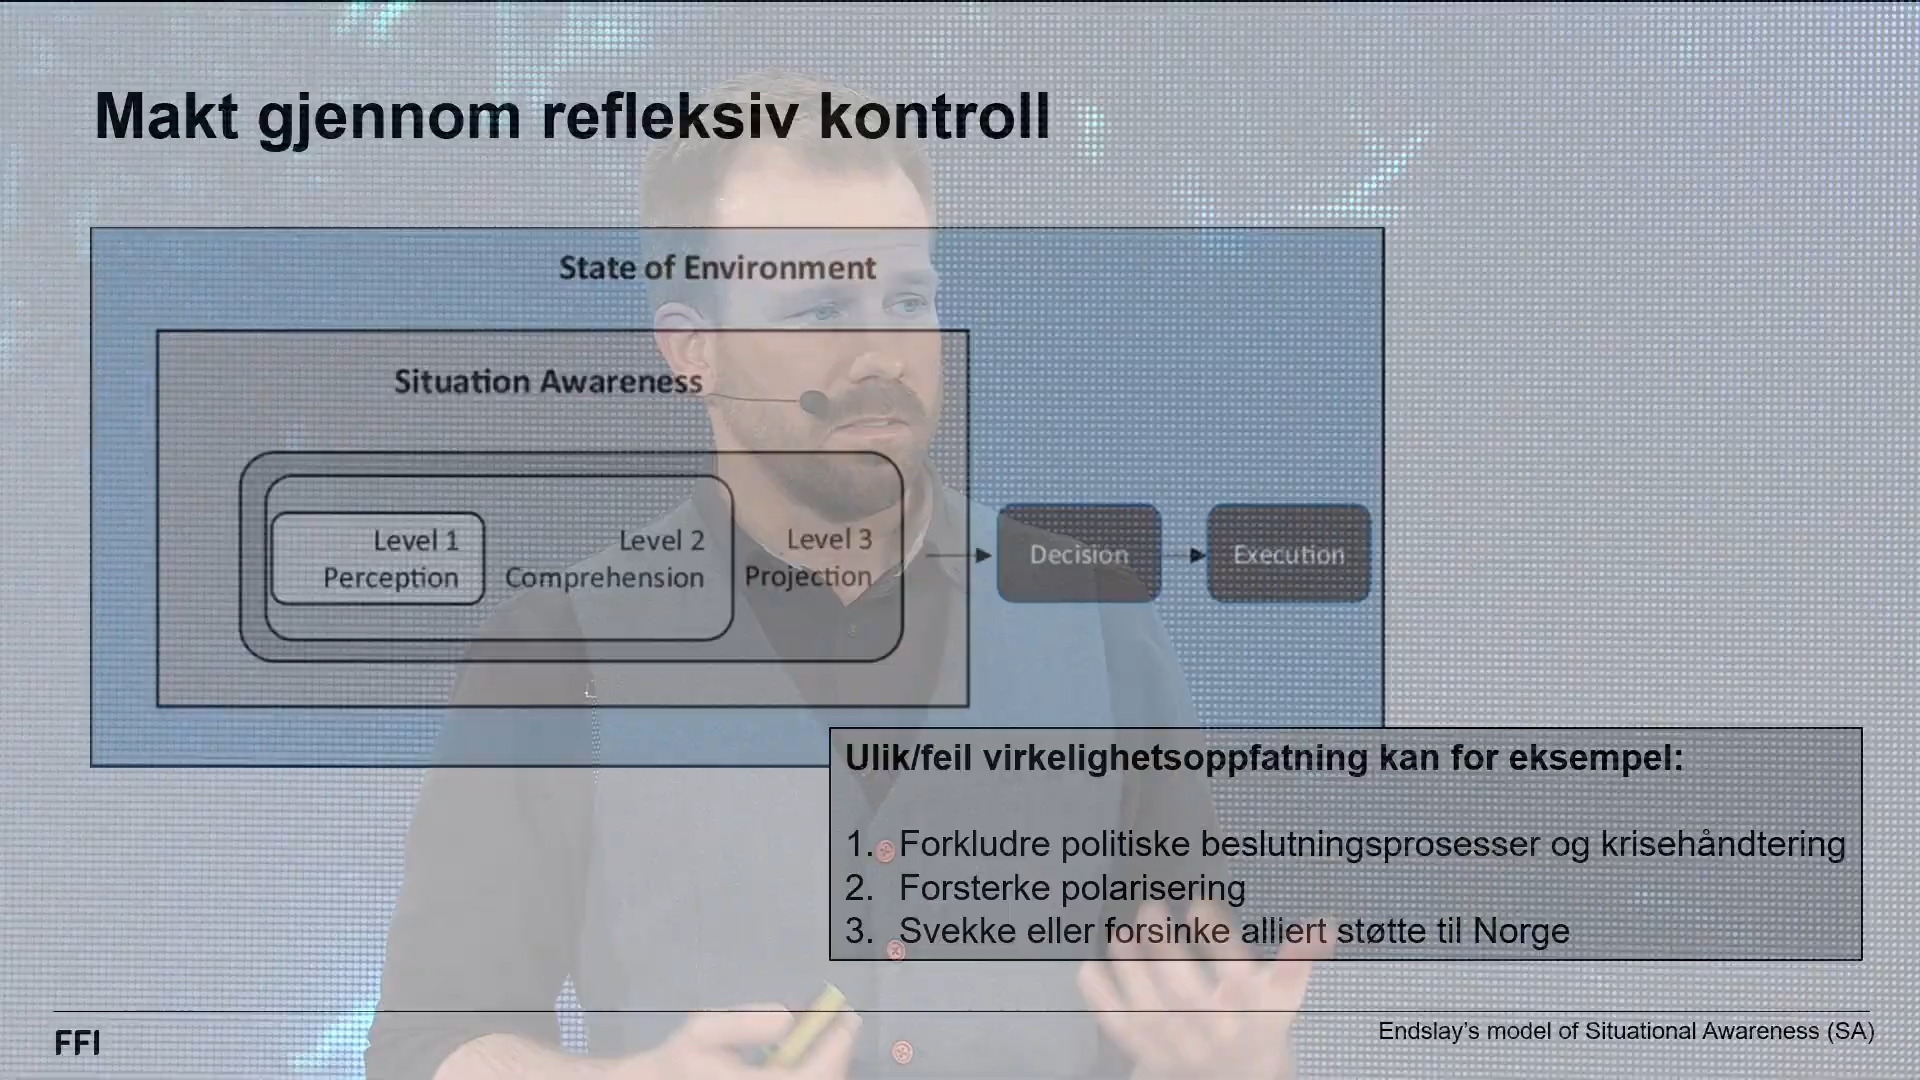 Makt gjennom refleksiv kontroll
State of Environment
Situation Awareness
Level 1
Perception
Level 2
Comprehension
Level 3
Projection
Decision
Execution
Ulik/feil virkelighetsoppfatning kan for eksempel:
1. Forkludre politiske beslutningsprosesser og krisehåndtering
2. Forsterke polarisering
3. Svekke eller forsinke alliert støtte til Norge
FFI
Endslay's model of Situational Awareness (SA)